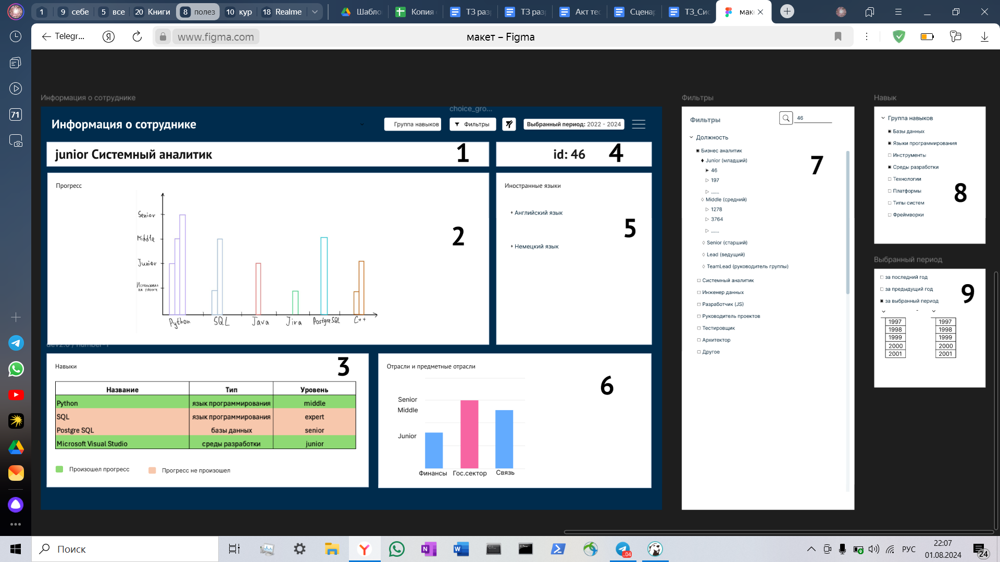 1
9 себе
5 все
20 Книги
8 полез
10 кур
18 Realme
Шабло
Копия
ТЗ раз
ТЗ раз
Акт те
Сценар
ТЗ_Сис
мак
Telegr...
www.figma.com
макет – Figma
71
Информация о сотруднике
choice_gro...
Информация о сотруднике
Группа навыков
Фильтры
Выбранный период: 2022 - 2024
junior Системный аналитик
1
id: 46
4
Прогресс
Senior
Middle
Junior
Использовал
на проекте
Python
SQL
Java
Jira
PostgreSQL
C++
2
Иностранные языки
Английский язык
Немецкий язык
5
dev2.0 / number-1
Навыки
3
Название Тип Уровень
Python язык программирования middle
SQL язык программирования expert
Postgre SQL базы данных senior
Microsoft Visual Studio среды разработки junior
Произошел прогресс
Прогресс не произошел
Отрасли и предметные отрасли
6
Senior
Middle
Junior
Финансы
Гос.сектор
Связь
Фильтры
Фильтры
46
Должность
7
Бизнес аналитик
Junior (младший)
46
197
......
Middle (средний)
1278
3764
......
Senior (старший)
Lead (ведущий)
TeamLead (руководитель группы)
Системный аналитик
Инженер данных
Разработчик (JS)
Руководитель проектов
Тестировщик
Архитектор
Другое
Навык
Группа навыков
Базы данных
Языки программирования
Инструменты
Среды разработки
Технологии
Платформы
Типы систем
Фреймворки
8
Выбранный период
за последний год
за предыдущий год
за выбранный период
9
-
1997 1997
1998 1998
1999 1999
2000 2000
2001 2001
Поиск
РУС
22:07
01.08.2024
24